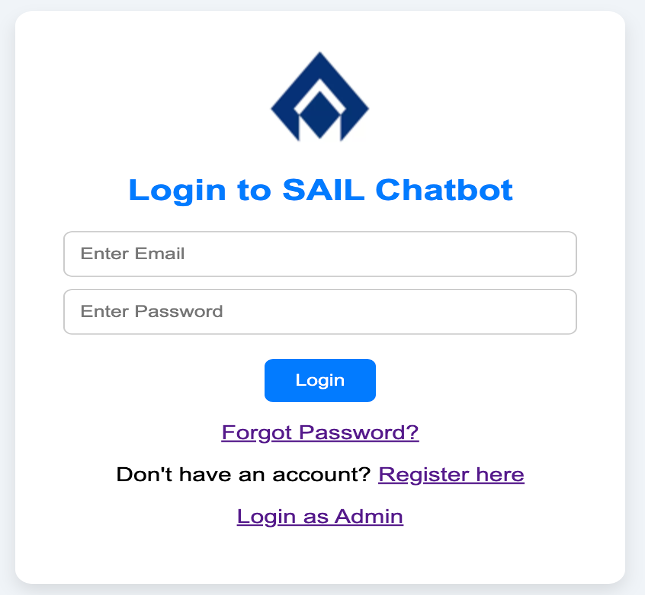 Login to SAIL Chatbot
Enter Email
Enter Password
Login
Forgot Password?
Don't have an account? Register here
Login as Admin